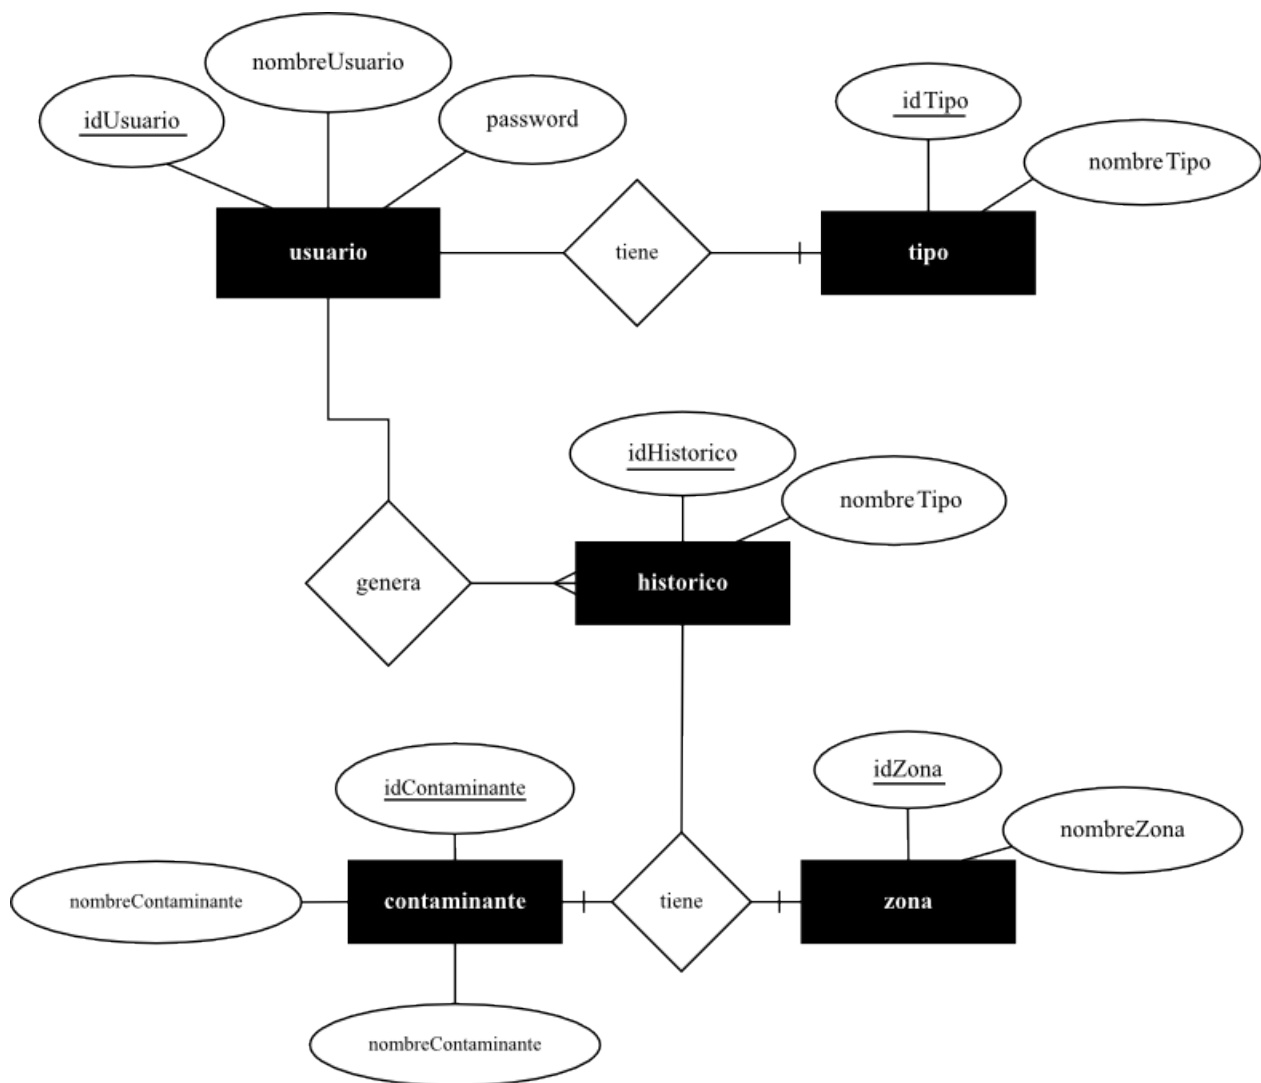 nombreUsuario
idUsuario
password
idTipo
nombreTipo
usuario
tiene
tipo
idHistorico
nombreTipo
genera
historico
idContaminante
idZona
nombreZona
nombreContaminante
contaminante
tiene
zona
nombreContaminante